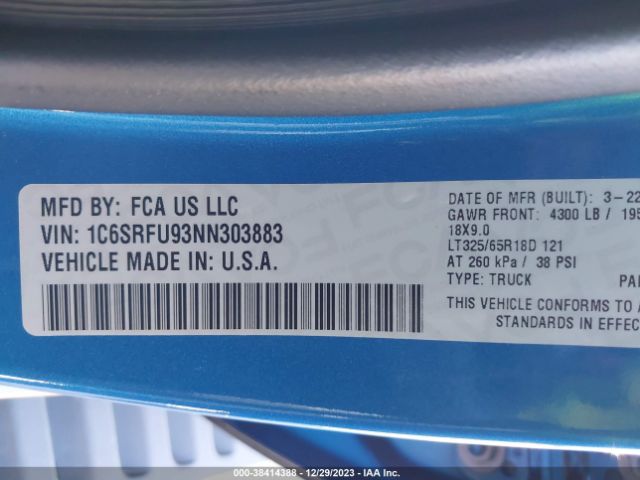 MFD BY: FCA US LLC
VIN: 1C6SRFU93NN303883
VEHICLE MADE IN: U.S.A.
DATE OF MFR (BUILT): 3-22
GAWR FRONT: 4300 LB / 195
18X9.0
LT325/65R18D 121
AT 260 kPa / 38 PSI
TYPE: TRUCK
THIS VEHICLE CONFORMS TO A
STANDARDS IN EFFEC
000-38414388 - 12/29/2023 - IAA Inc.